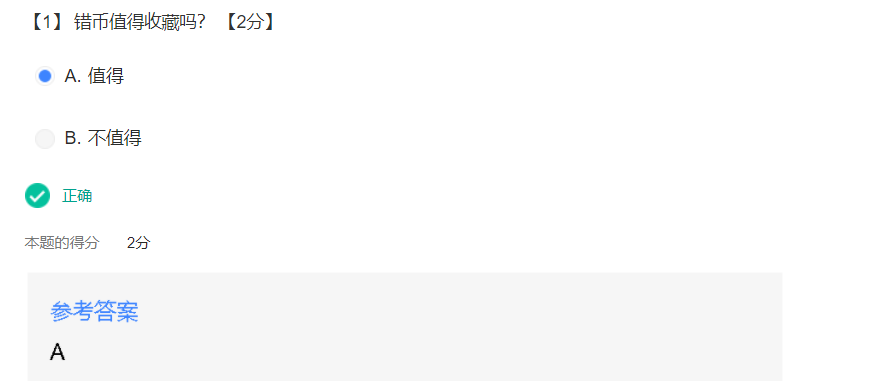 【1】 错币值得收藏吗? 【2分】
A. 值得
B. 不值得
正确
本题的得分 2分
参考答案
A